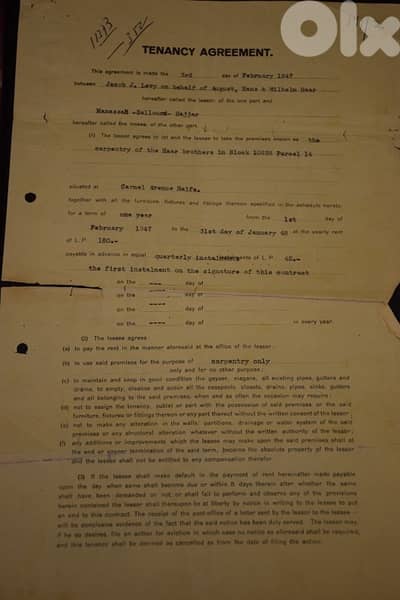 OLX
TENANCY AGREEMENT.
This agreement is made the 3rd day of February 1947
between Jacob J. Levy on behalf of August, Hans & Wilhelm Haar
hereafter called the lessor of the one part and
Manasseh -Selloum- Hajjar
hereafter called the lessee of the other part
(1) The lessor agrees to let and the lessee to take the premises known as the
carpentry of the Haar brothers in Block Parcel 14
situated at Carmel Avenue Haifa.
together with all the furniture, fixtures and fittings thereon specified in the schedule hereto
for a term of one year from the 1st day of
February 1947 to the 31st day of January 48 at the yearly rent
of L.P. 180.-
payable in advance in equal quarterly instalments of L.P. 45.-
the first instalment on the signature of this contract
on the ---- day of
on the ---- day of
on the ---- day of
on the ---- day of in every year.
(2) The lessee agrees:
(a) to pay the rent in the manner aforesaid at the office of the lessor;
(b) to use said premises for the purpose of carpentry only
only and for no other purpose;
(c) to maintain and keep in good condition the geyser, niagara, all existing pipes, gutters and
drains, to empty, cleanse and action all the cesspools, closets, drains, pipes, sinks, gutters
and all belonging to the said premises, when and as often the occasion may require;
(d) not to assign the tenancy, sublet or part with the possession of said premises or the said
furniture, fixtures or fittings thereon or any part thereof without the written consent of the lessor;
(e) not to make any alteration in the walls, partitions, drainage or water system of the said
premises or any structural alteration whatever without the written authority of the lessor;
(f) any Additions or improvements which the lessee may make upon the said premises shall at
the end or sooner termination of the said term, become the absolute property of the lessor
and the lessee shall not be entitled to any compensation therefor.
(3) If the lessee shall make default in the payment of rent hereinafter made payable
upon the day when same shall become due or within 8 days therein after whether the same
shall have been demanded or not, or shall fail to perform and observe any of the provisions
herein contained the lessor shall thereupon be at liberty by notice in writing to the lessee to put
an end to this contract. The receipt of the post-office of a letter sent by the lessor to the lessee
will be conclusive evidence of the fact that the said notice has been duly served. The lessor may,
if he so desires, file an action for eviction in which case no notice as aforesaid shall be required,
and this tenancy shall be deemed as cancelled as from the date of filing the action.